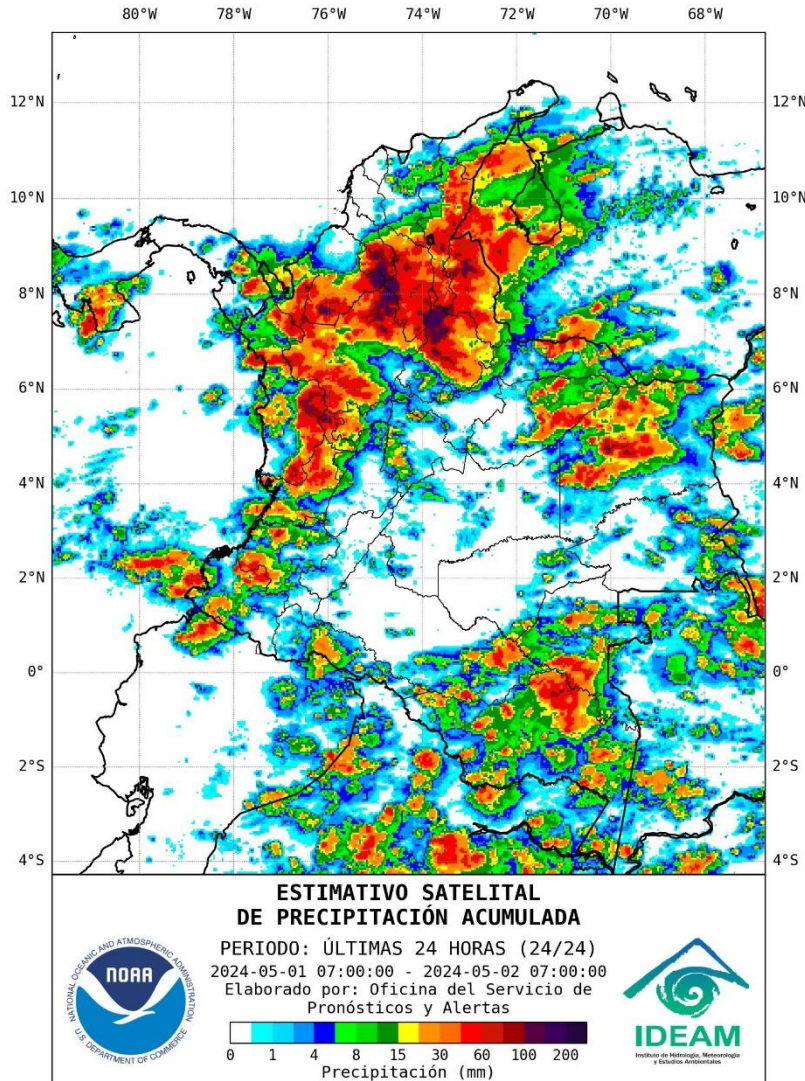 80°W 78°W 76°W 74°W 72°W 70°W 68°W
12°N 12°N
10°N 10°N
8°N 8°N
6°N 6°N
4°N 4°N
2°N 2°N
0° 0°
2°S 2°S
4°S 4°S
ESTIMATIVO SATELITAL
DE PRECIPITACIÓN ACUMULADA
PERIODO: ÚLTIMAS 24 HORAS (24/24)
2024-05-01 07:00:00 - 2024-05-02 07:00:00
Elaborado por: Oficina del Servicio de
Pronósticos y Alertas
0 1 4 8 15 30 60 100 200
Precipitación (mm)
NATIONAL OCEANIC AND ATMOSPHERIC ADMINISTRATION
NOAA
U.S. DEPARTMENT OF COMMERCE
IDEAM
Instituto de Hidrología, Meteorología
y Estudios Ambientales